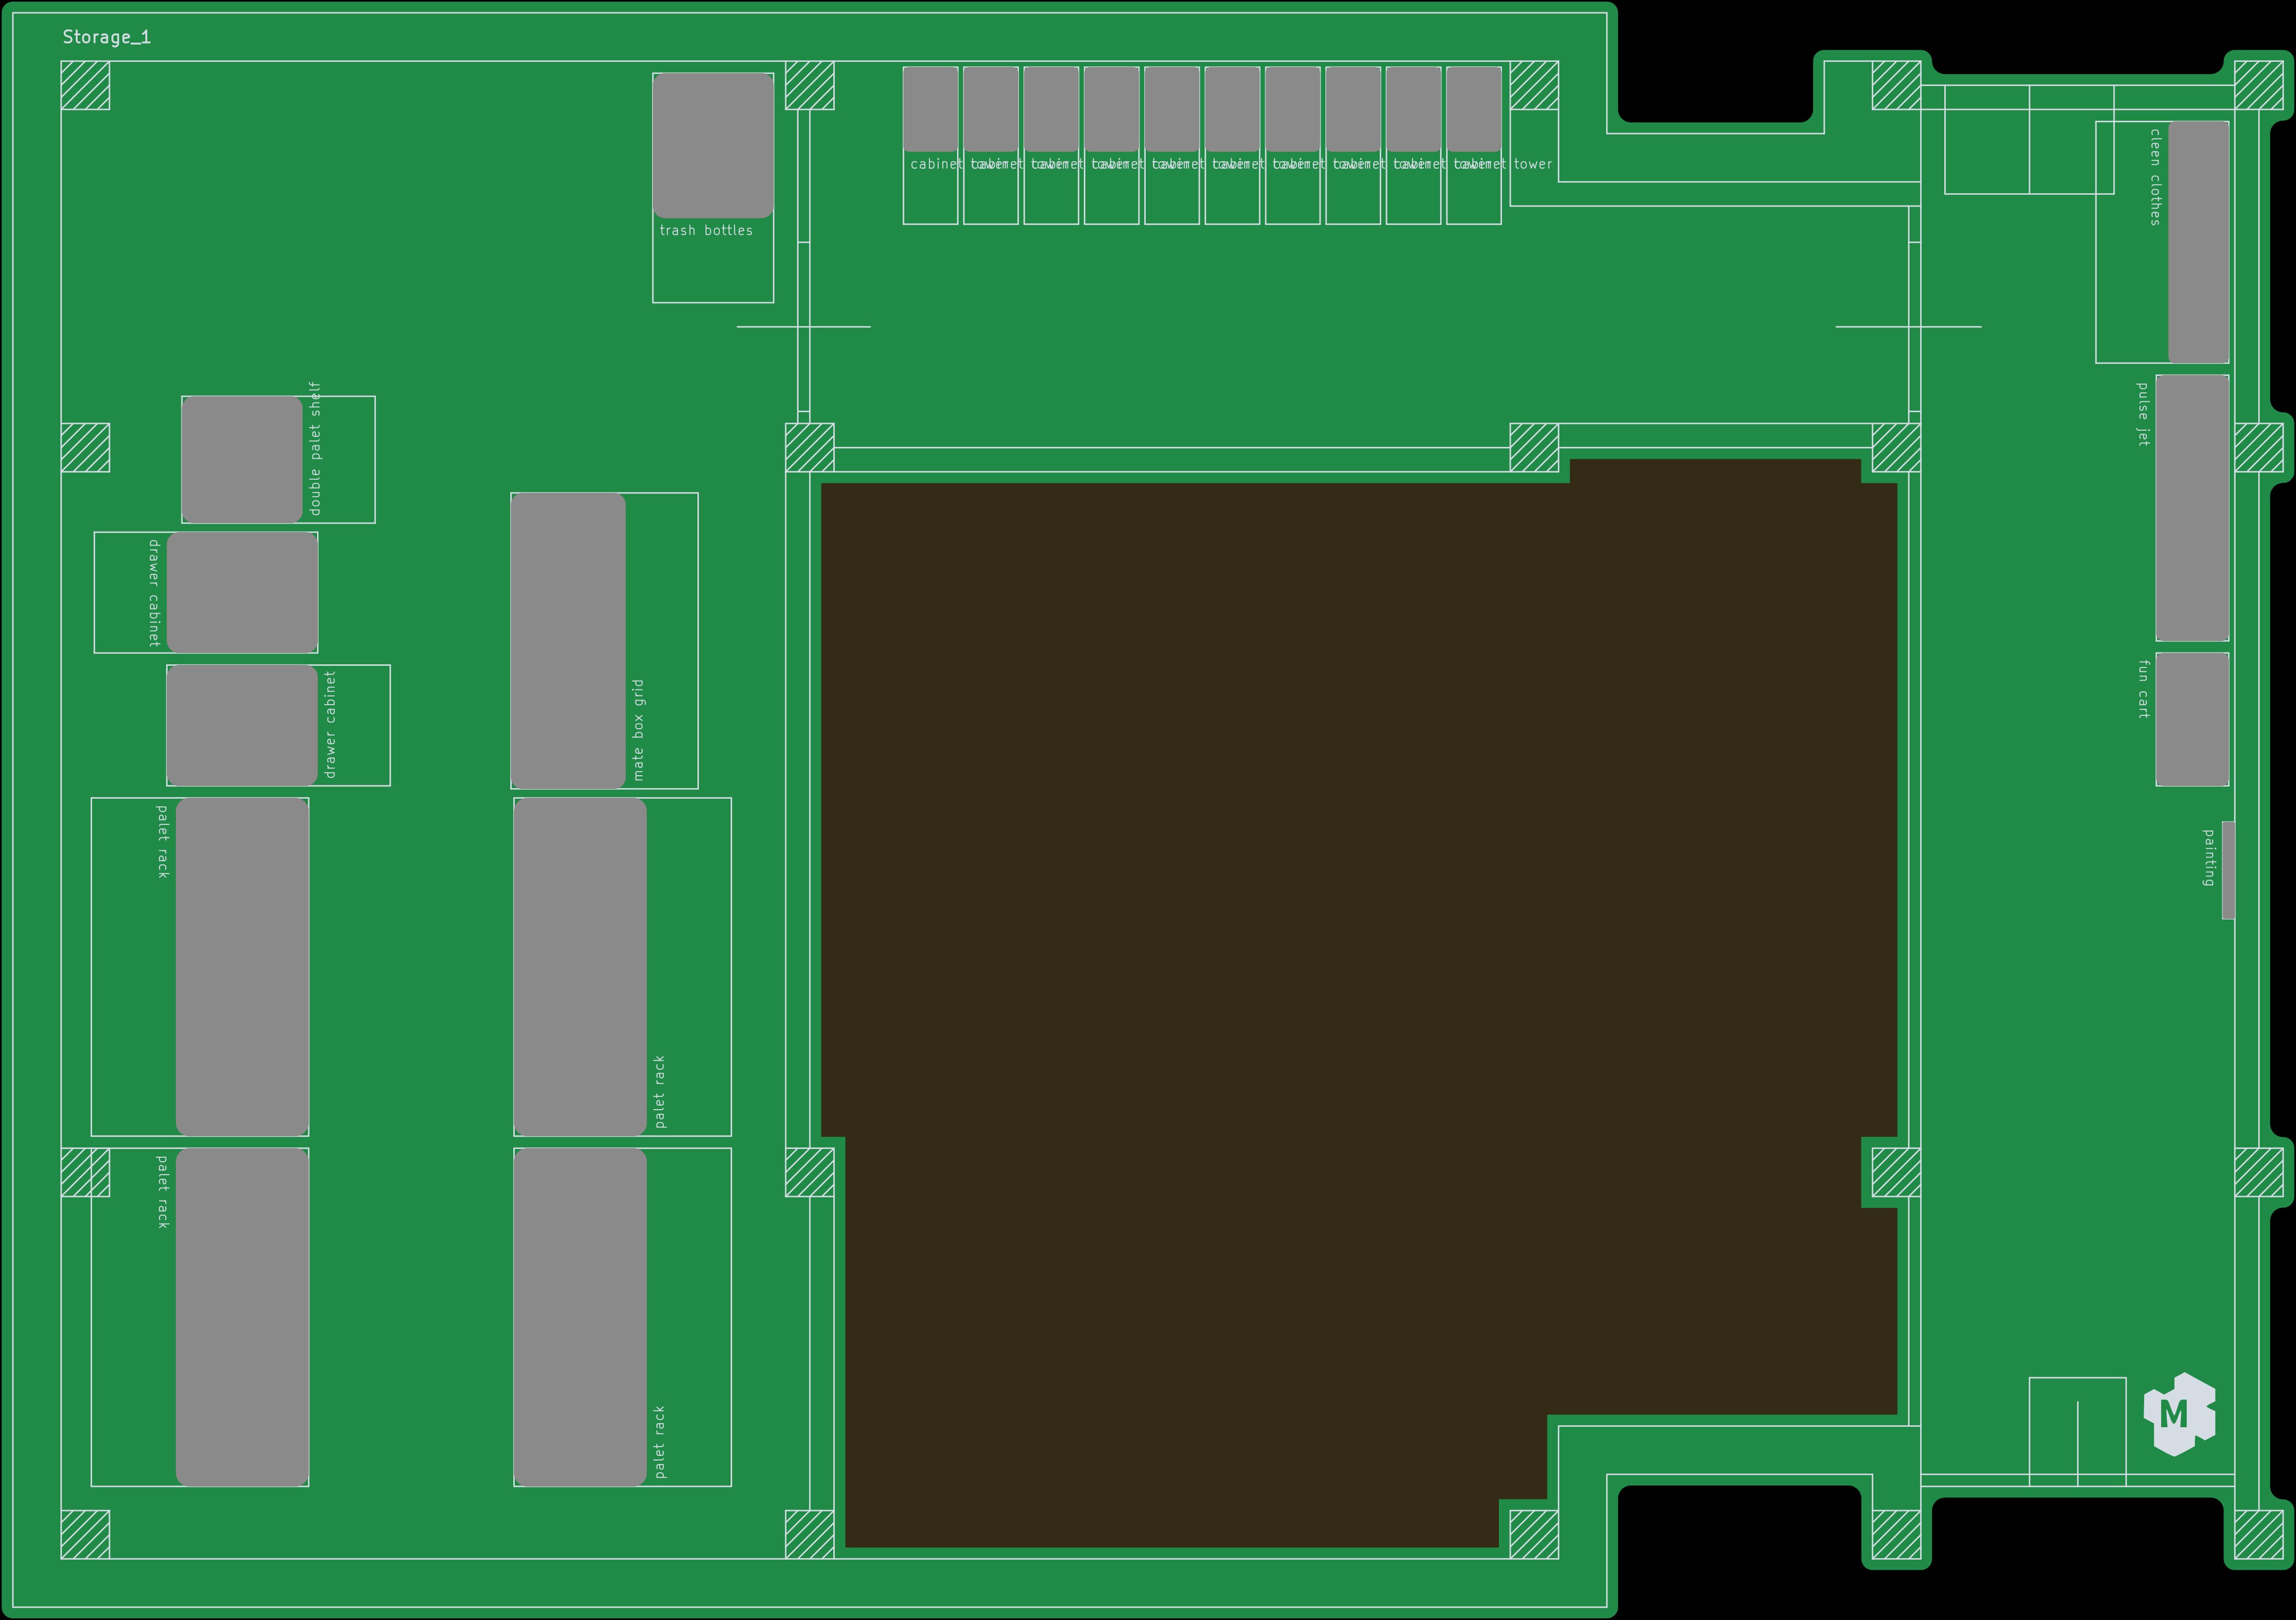 Storage_1
trash bottles
cabinet tower
cabinet tower
cabinet tower
cabinet tower
cabinet tower
cabinet tower
cabinet tower
cabinet tower
cabinet tower
cabinet tower
cleen clothes
pulse jet
double palet shelf
drawer cabinet
drawer cabinet
mate box grid
fun cart
painting
palet rack
palet rack
palet rack
palet rack
M